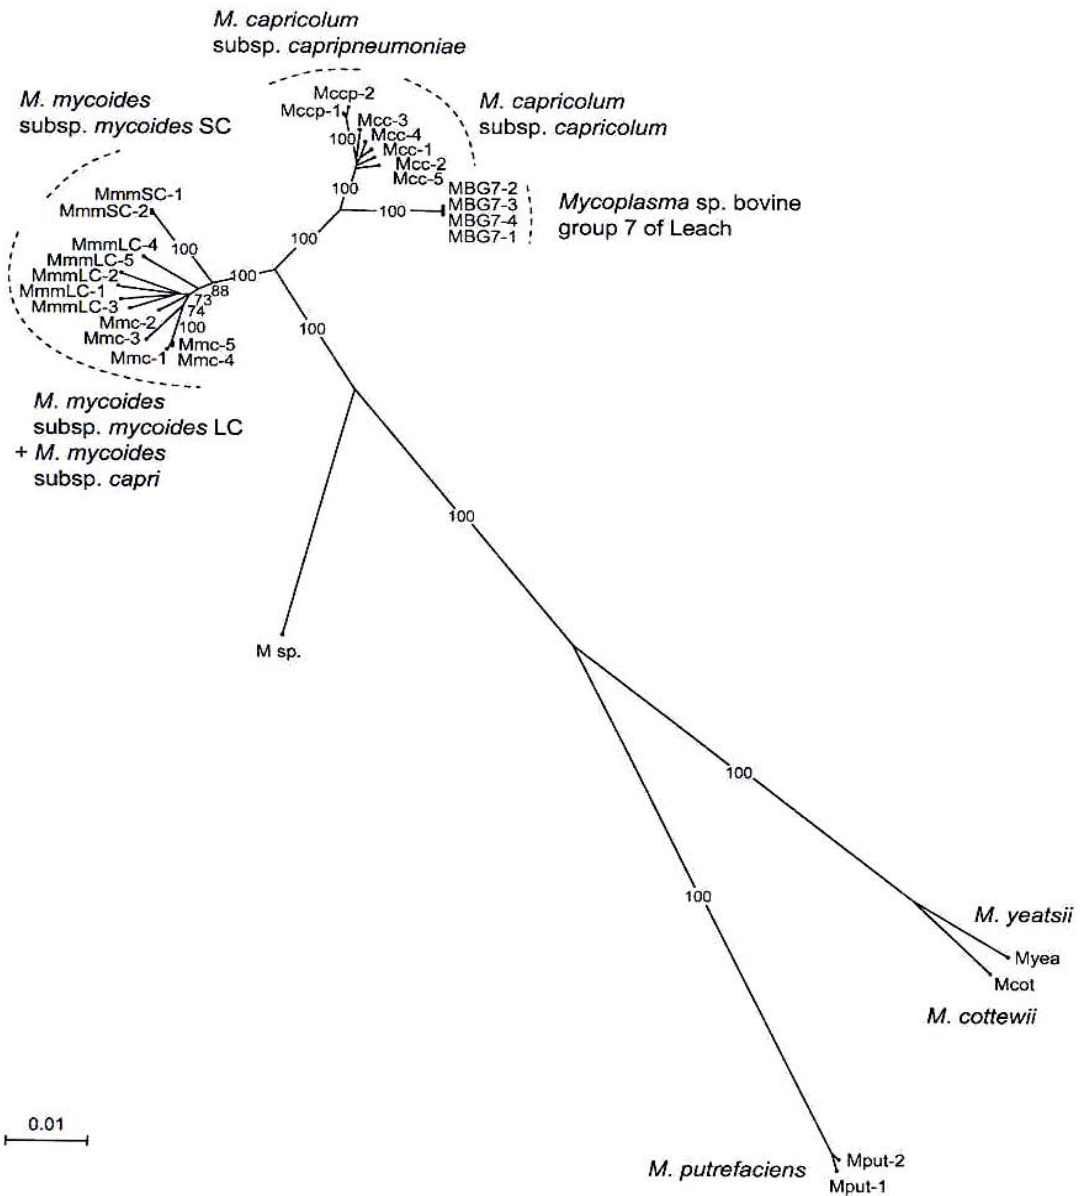 M. capricolum
subsp. capripneumoniae
M. mycoides
subsp. mycoides SC
Mccp-2
Mccp-1
M. capricolum
subsp. capricolum
Mcc-3
Mcc-4
Mcc-1
Mcc-2
Mcc-5
100
100
MBG7-2
MBG7-3
MBG7-4
MBG7-1
Mycoplasma sp. bovine
group 7 of Leach
100
MmmSC-1
MmmSC-2
100
100
100
MmmLC-4
MmmLC-5
MmmLC-2
MmmLC-1
MmmLC-3
Mmc-2
Mmc-3
Mmc-1
Mmc-5
Mmc-4
88
73
74
100
100
M. mycoides
subsp. mycoides LC
+ M. mycoides
subsp. capri
100
M sp.
100
100
M. yeatsii
Myea
Mcot
M. cottewii
0.01
M. putrefaciens
Mput-2
Mput-1